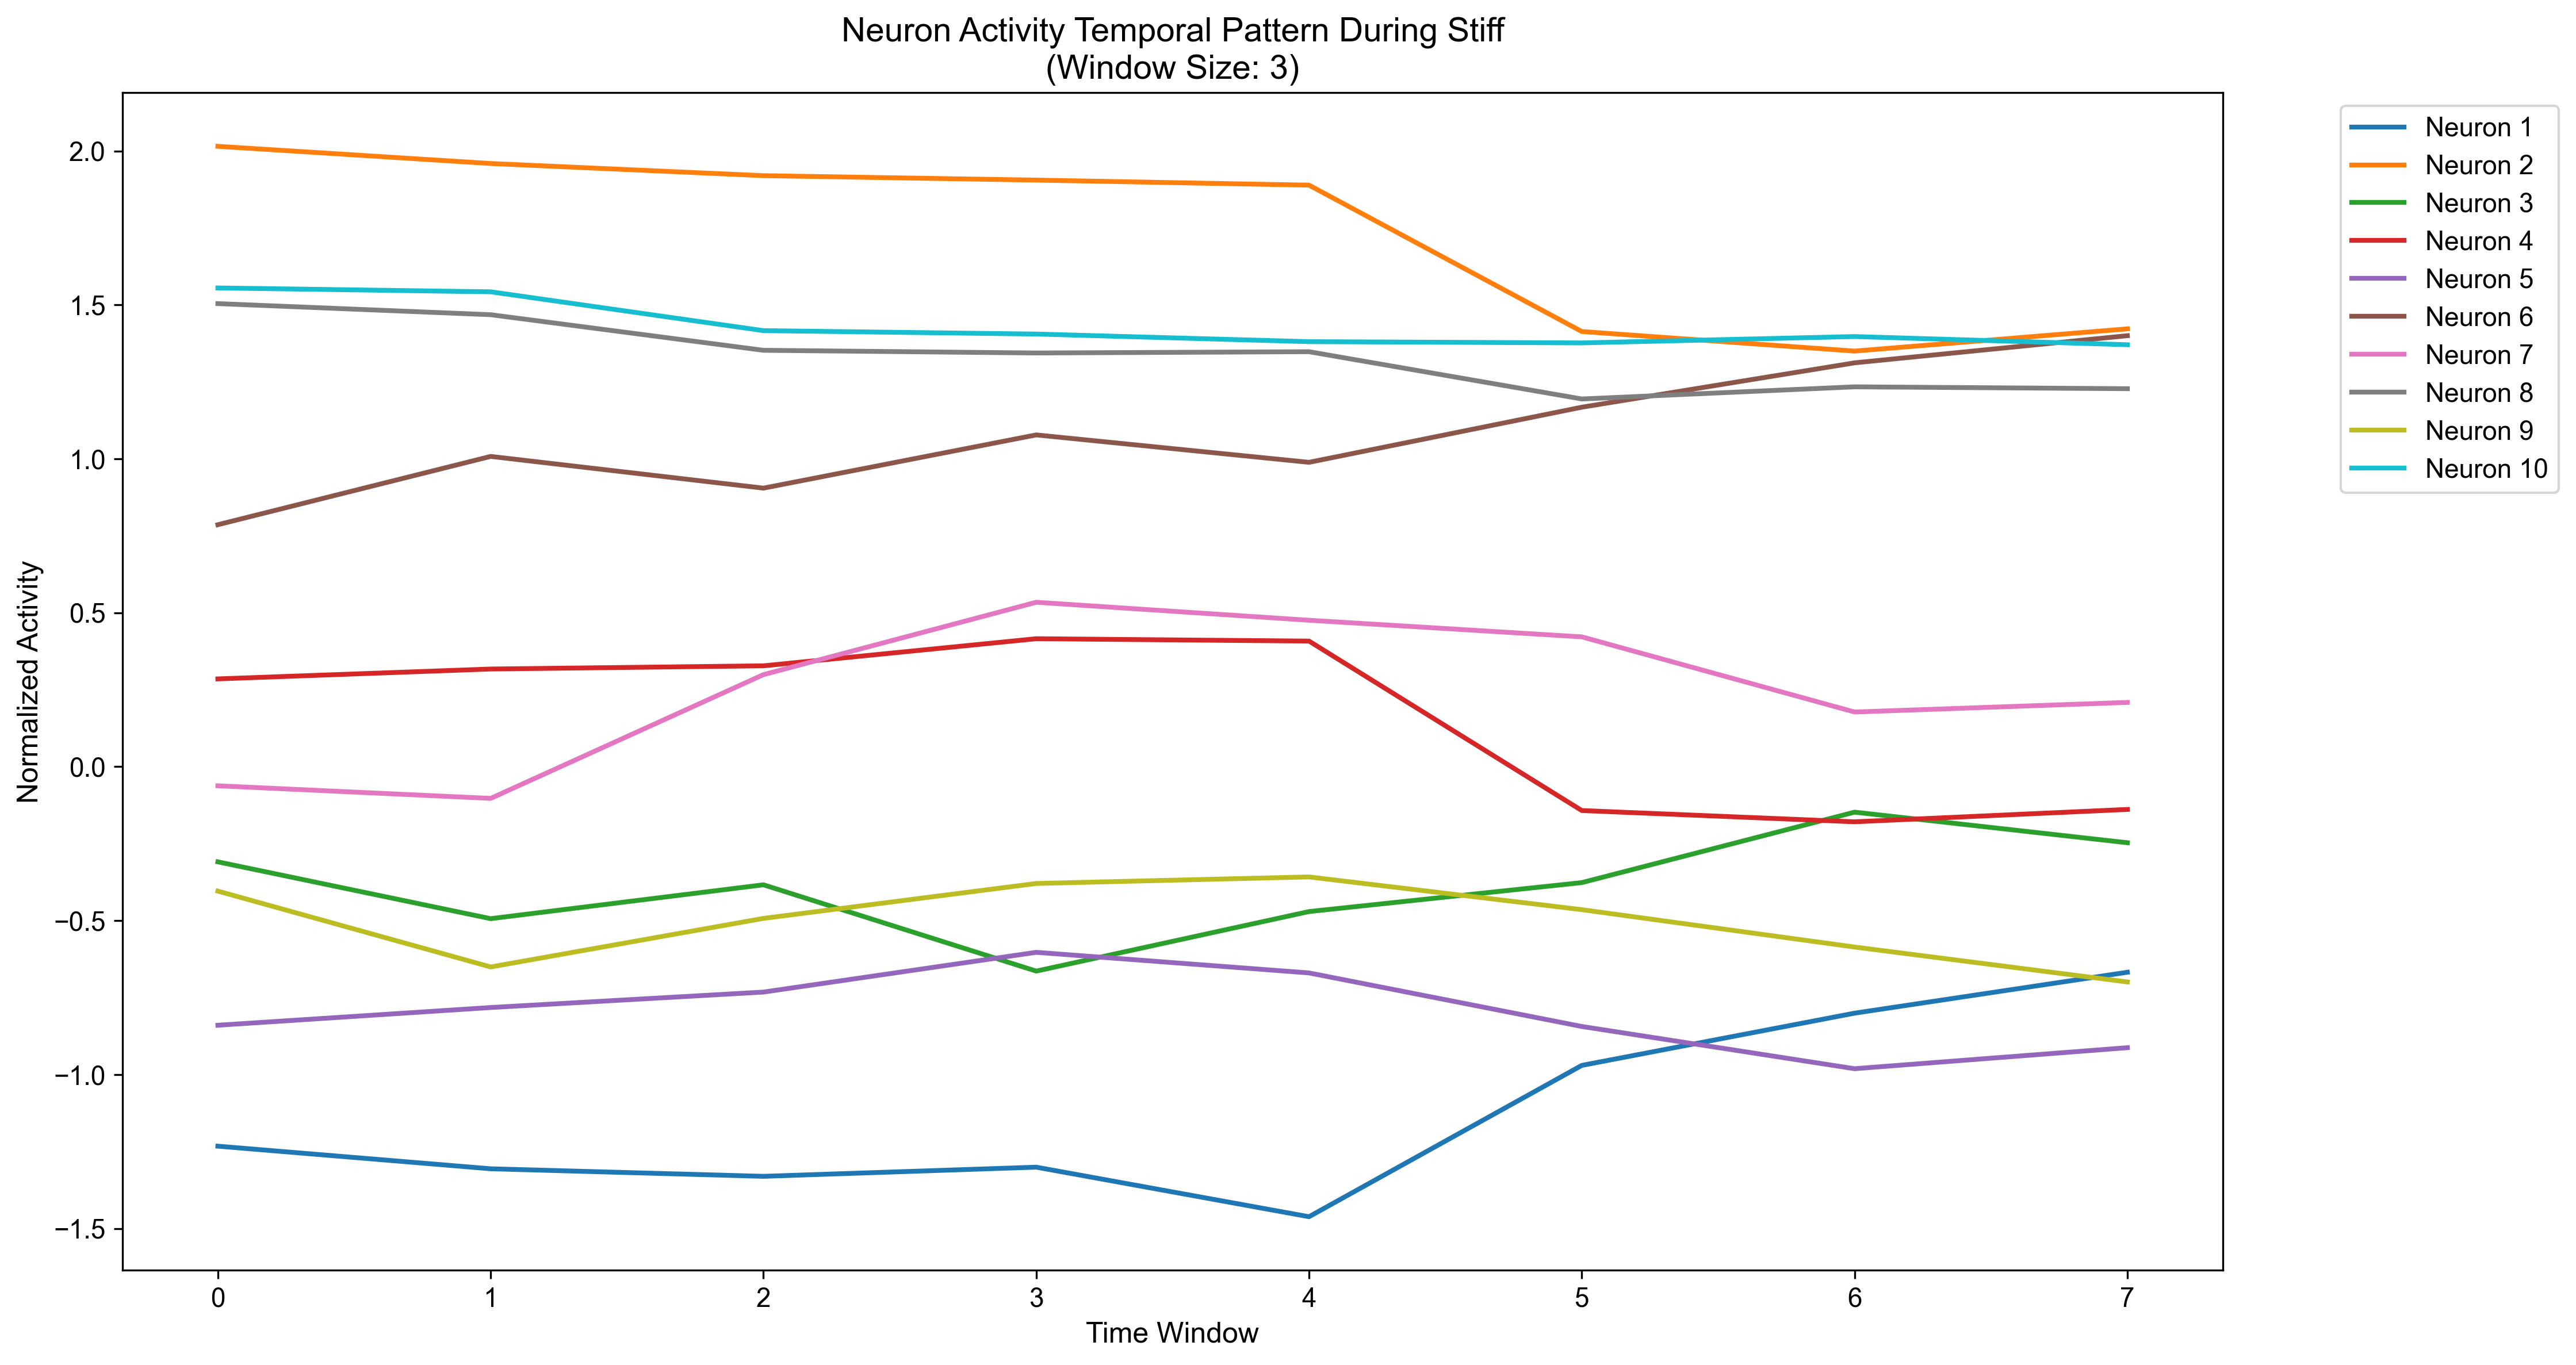 Neuron Activity Temporal Pattern During Stiff
(Window Size: 3)
Normalized Activity
2.0
1.5
1.0
0.5
0.0
−0.5
−1.0
−1.5
0 1 2 3 4 5 6 7
Time Window
Neuron 1
Neuron 2
Neuron 3
Neuron 4
Neuron 5
Neuron 6
Neuron 7
Neuron 8
Neuron 9
Neuron 10